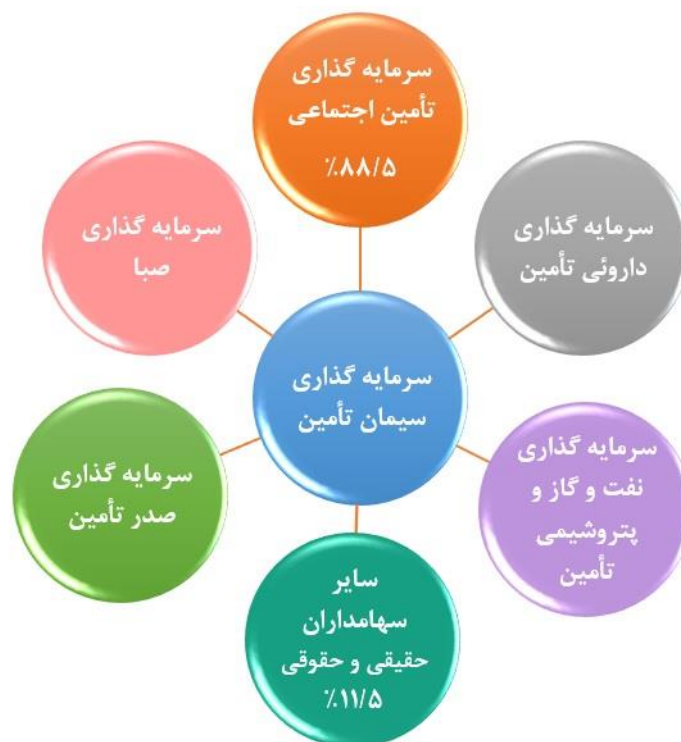 سرمایه گذاری
تأمین اجتماعی
٪۸۸/۵
سرمایه گذاری
داروئی تأمین
سرمایه گذاری
صبا
سرمایه گذاری
سیمان تأمین
سرمایه گذاری
نفت و گاز و
پتروشیمی
تأمین
سرمایه گذاری
صدر تأمین
سایر
سهامداران
حقیقی و حقوقی
٪۱۱/۵